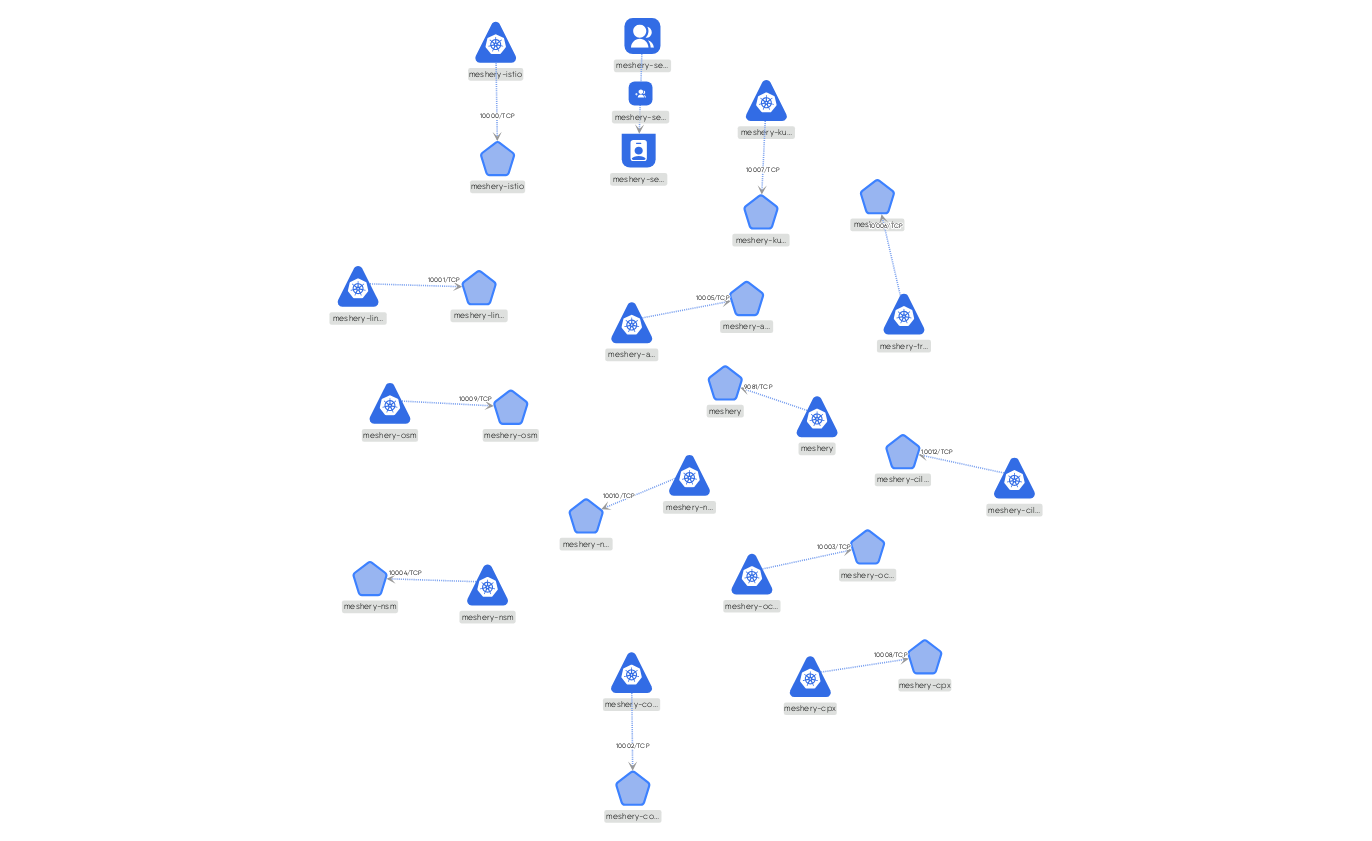 meshery-istio
10000/TCP
meshery-istio
meshery-se...
meshery-se...
meshery-se...
meshery-ku...
10007/TCP
meshery-ku...
10006/TCP
meshery-tr...
meshery-lin...
10001/TCP
meshery-lin...
meshery-a...
10005/TCP
meshery-a...
meshery
9081/TCP
meshery
meshery-osm
10009/TCP
meshery-osm
meshery-cil...
10012/TCP
meshery-cil...
meshery-n...
10010/TCP
meshery-n...
meshery-oc...
10003/TCP
meshery-oc...
meshery-nsm
10004/TCP
meshery-nsm
meshery-co...
10002/TCP
meshery-co...
meshery-cpx
10008/TCP
meshery-cpx